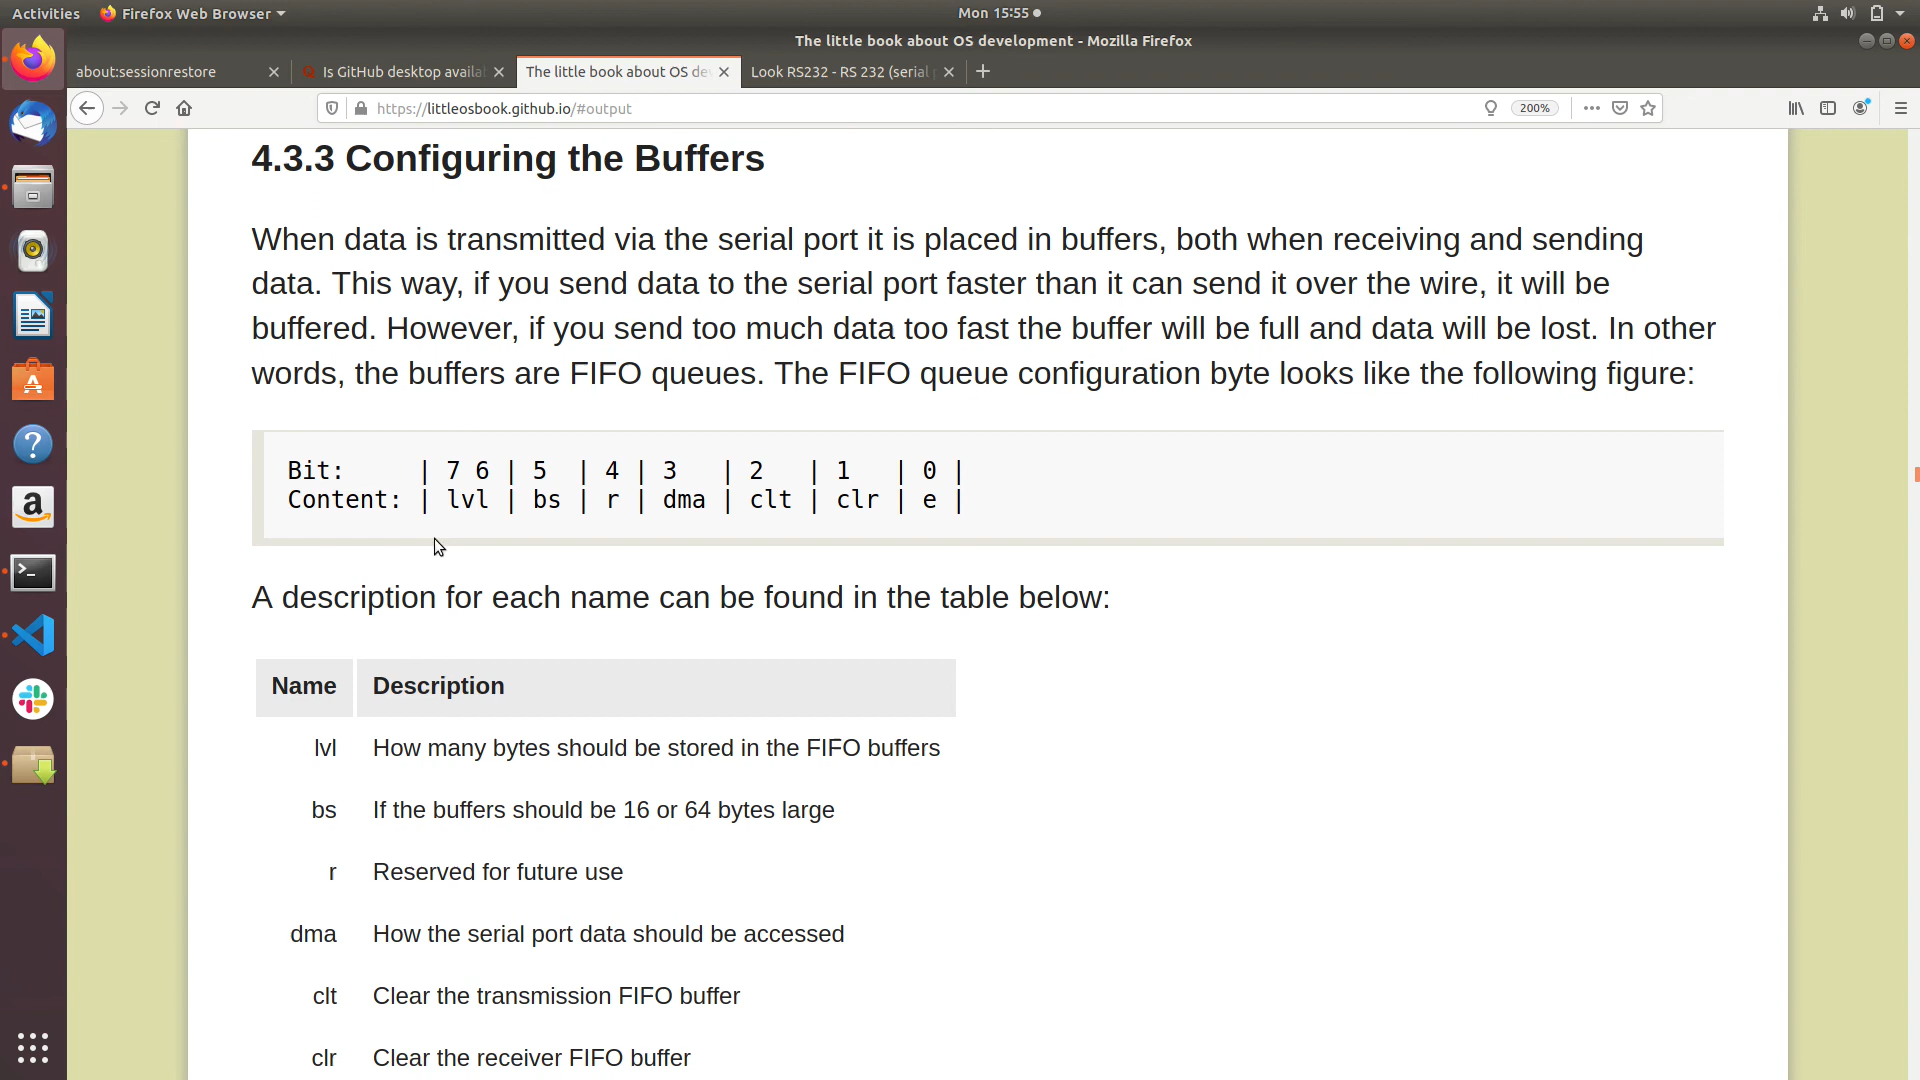 Activities Firefox Web Browser Mon 15:55
The little book about OS development - Mozilla Firefox
about:sessionrestore Is GitHub desktop availa The little book about OS de Look RS232 - RS 232 (serial
https://littleosbook.github.io/#output 200%
4.3.3 Configuring the Buffers
When data is transmitted via the serial port it is placed in buffers, both when receiving and sending
data. This way, if you send data to the serial port faster than it can send it over the wire, it will be
buffered. However, if you send too much data too fast the buffer will be full and data will be lost. In other
words, the buffers are FIFO queues. The FIFO queue configuration byte looks like the following figure:
Bit:     | 7 6 | 5  | 4 | 3   | 2   | 1   | 0 |
Content: | lvl | bs | r | dma | clt | clr | e |
A description for each name can be found in the table below:
Name Description
lvl How many bytes should be stored in the FIFO buffers
bs If the buffers should be 16 or 64 bytes large
r Reserved for future use
dma How the serial port data should be accessed
clt Clear the transmission FIFO buffer
clr Clear the receiver FIFO buffer